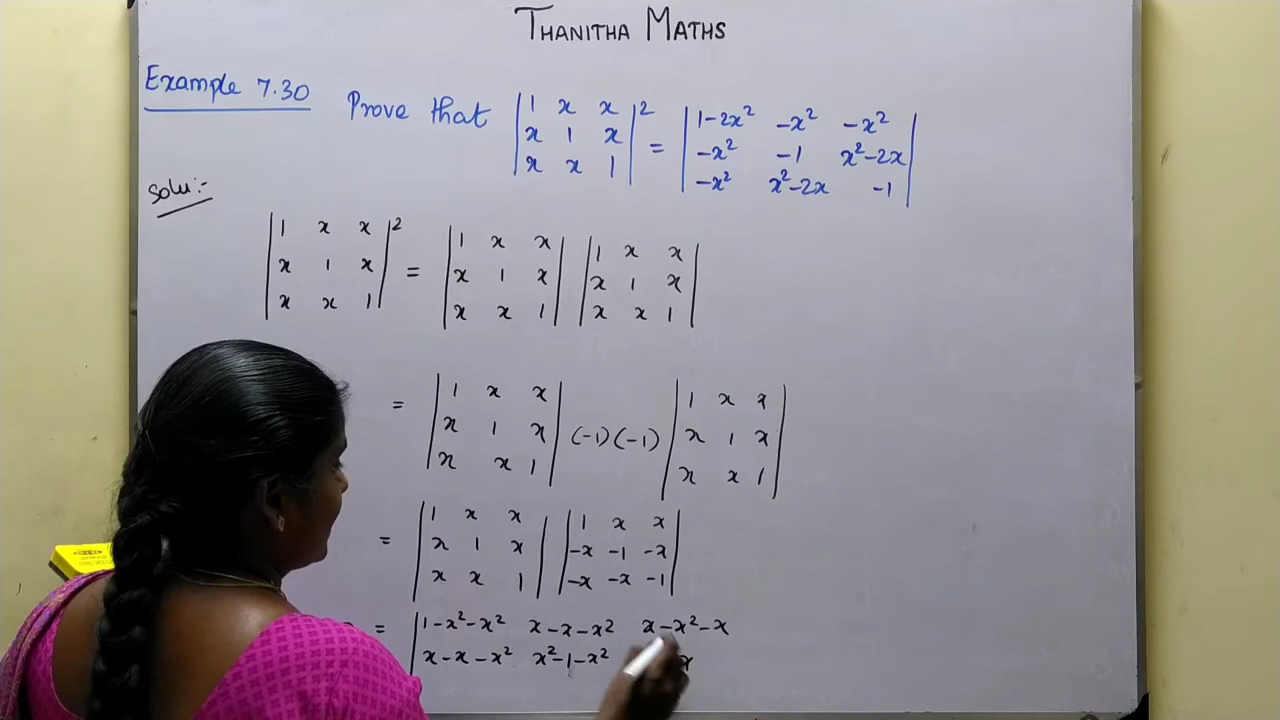 THANITHA MATHS
Example 7.30 Prove that | 1 x x |² = | 1-2x² -x² -x² |
| x 1 x | | -x² -1 x²-2x |
| x x 1 | | -x² x²-2x -1 |
Solu:-
| 1 x x |² = | 1 x x | | 1 x x |
| x 1 x | | x 1 x | | x 1 x |
| x x 1 | | x x 1 | | x x 1 |
= | 1 x x | (-1)(-1) | 1 x x |
| x 1 x | | x 1 x |
| x x 1 | | x x 1 |
= | 1 x x | | 1 x x |
| x 1 x | | -x -1 -x |
| x x 1 | | -x -x -1 |
= | 1-x²-x² x-x-x² x-x²-x
| x-x-x² x²-1-x² x